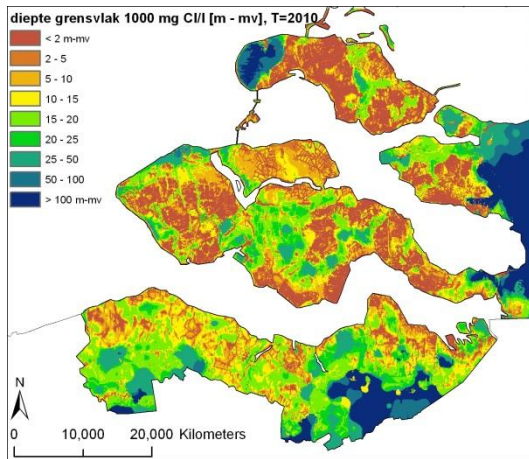 diepte grensvlak 1000 mg Cl/l [m - mv], T=2010
< 2 m-mv
2 - 5
5 - 10
10 - 15
15 - 20
20 - 25
25 - 50
50 - 100
> 100 m-mv
N
0 10,000 20,000 Kilometers